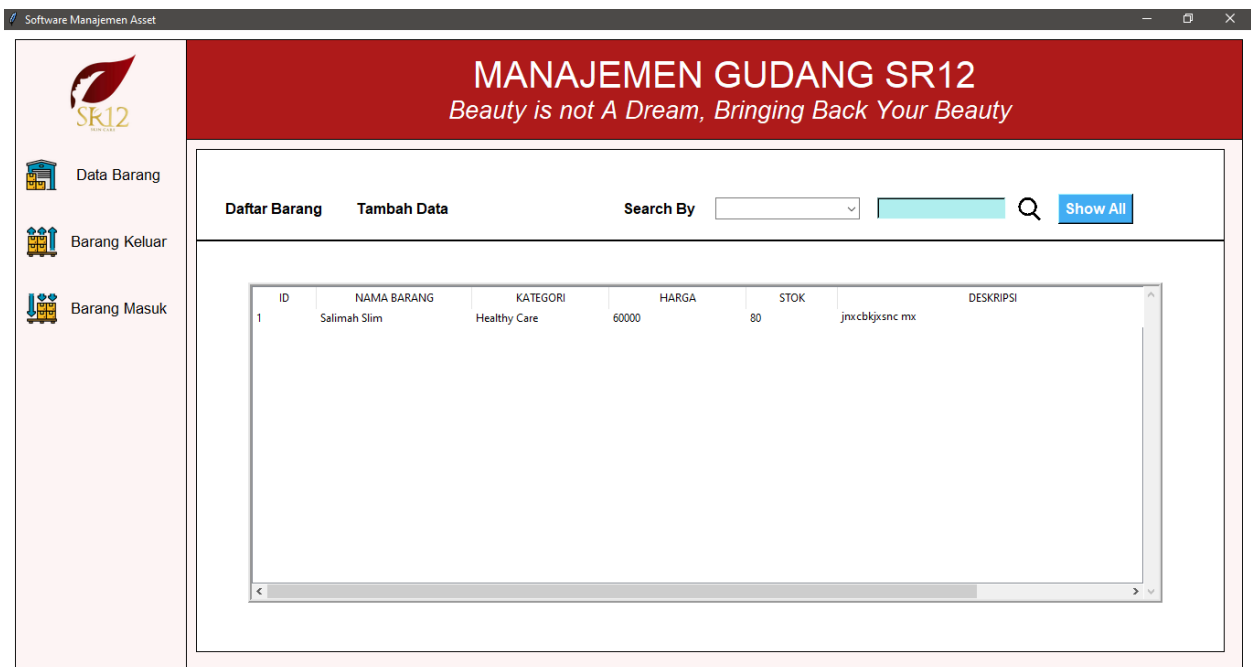 Software Manajemen Asset
SR12
SKIN CARE
MANAJEMEN GUDANG SR12
Beauty is not A Dream, Bringing Back Your Beauty
Data Barang
Barang Keluar
Barang Masuk
Daftar Barang Tambah Data Search By Show All
ID NAMA BARANG KATEGORI HARGA STOK DESKRIPSI
1 Salimah Slim Healthy Care 60000 80 jnxcbkjxsnc mx